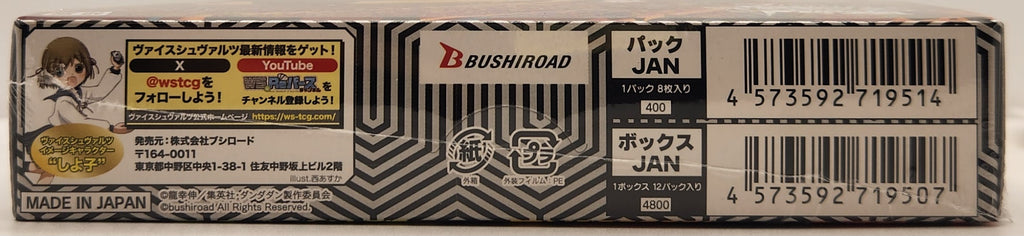 ヴァイスシュヴァルツ最新情報をゲット!
X
@wstcgを
フォローしよう!
YouTube
を
チャンネル登録しよう!
ヴァイスシュヴァルツ公式ホームページ https://ws-tcg.com/
ヴァイスシュヴァルツ
イメージキャラクター
"しよ子"
発売元:株式会社ブシロード
〒164-0011
東京都中野区中央1-38-1 住友中野坂上ビル2階
illust.西あすか
MADE IN JAPAN
©龍幸伸/集英社・ダンダダン製作委員会
©bushiroad All Rights Reserved.
BUSHIROAD
紙
外箱
プラ
外装フィルム PE
パック
JAN
1パック 8枚入り
400
4 573592 719514
ボックス
JAN
1ボックス 12パック入り
4800
4 573592 719507